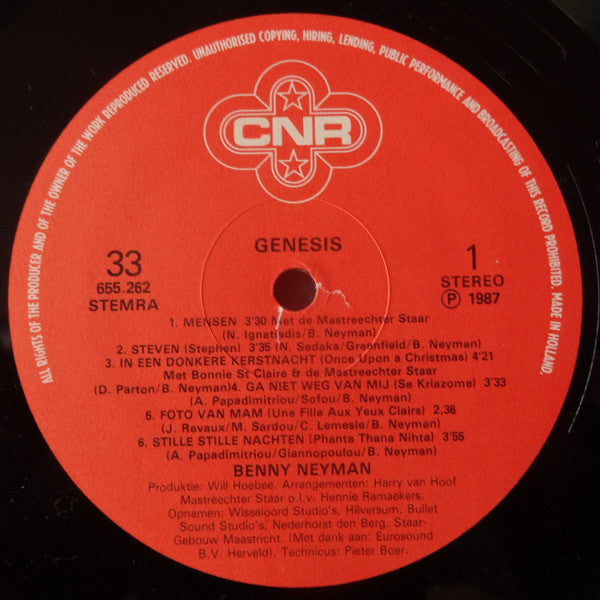 ALL RIGHTS OF THE PRODUCER AND OF THE OWNER OF THE WORK REPRODUCED RESERVED. UNAUTHORISED COPYING, HIRING, LENDING, PUBLIC PERFORMANCE AND BROADCASTING OF THIS RECORD PROHIBITED. MADE IN HOLLAND.
CNR
GENESIS
33
655.262
STEMRA
1
STEREO
Ⓟ 1987
1. MENSEN 3'30 Met de Mastreechter Staar
(N. Ignatiadis/B. Neyman)
2. STEVEN (Stephen) 3'35 (N. Sedaka/Greenfield/B. Neyman)
3. IN EEN DONKERE KERSTNACHT (Once Upon a Christmas) 4'21
Met Bonnie St Claire & de Mastreechter Staar
(D. Parton/B. Neyman)4. GA NIET WEG VAN MIJ (Se Kriazome) 3'33
(A. Papadimitriou/Sofou/B. Neyman)
5. FOTO VAN MAM (Une Fille Aux Yeux Clairs) 2.36
(J. Revaux/M. Sardou/C. Lemesle/B. Neyman)
6. STILLE STILLE NACHTEN (Phanta Thana Nihta) 3'55
(A. Papadimitriou/Giannopoulou/B. Neyman)
BENNY NEYMAN
Produktie: Will Hoebee. Arrangementen: Harry van Hoof
Mastreechter Staar o.l.v. Hennie Ramaekers.
Opnamen: Wisseloord Studio's, Hilversum. Bullet
Sound Studio's, Nederhorst den Berg. Staar-
Gebouw Maastricht. (Met dank aan: Eurosound
B.V. Herveld). Technicus: Pieter Boer.